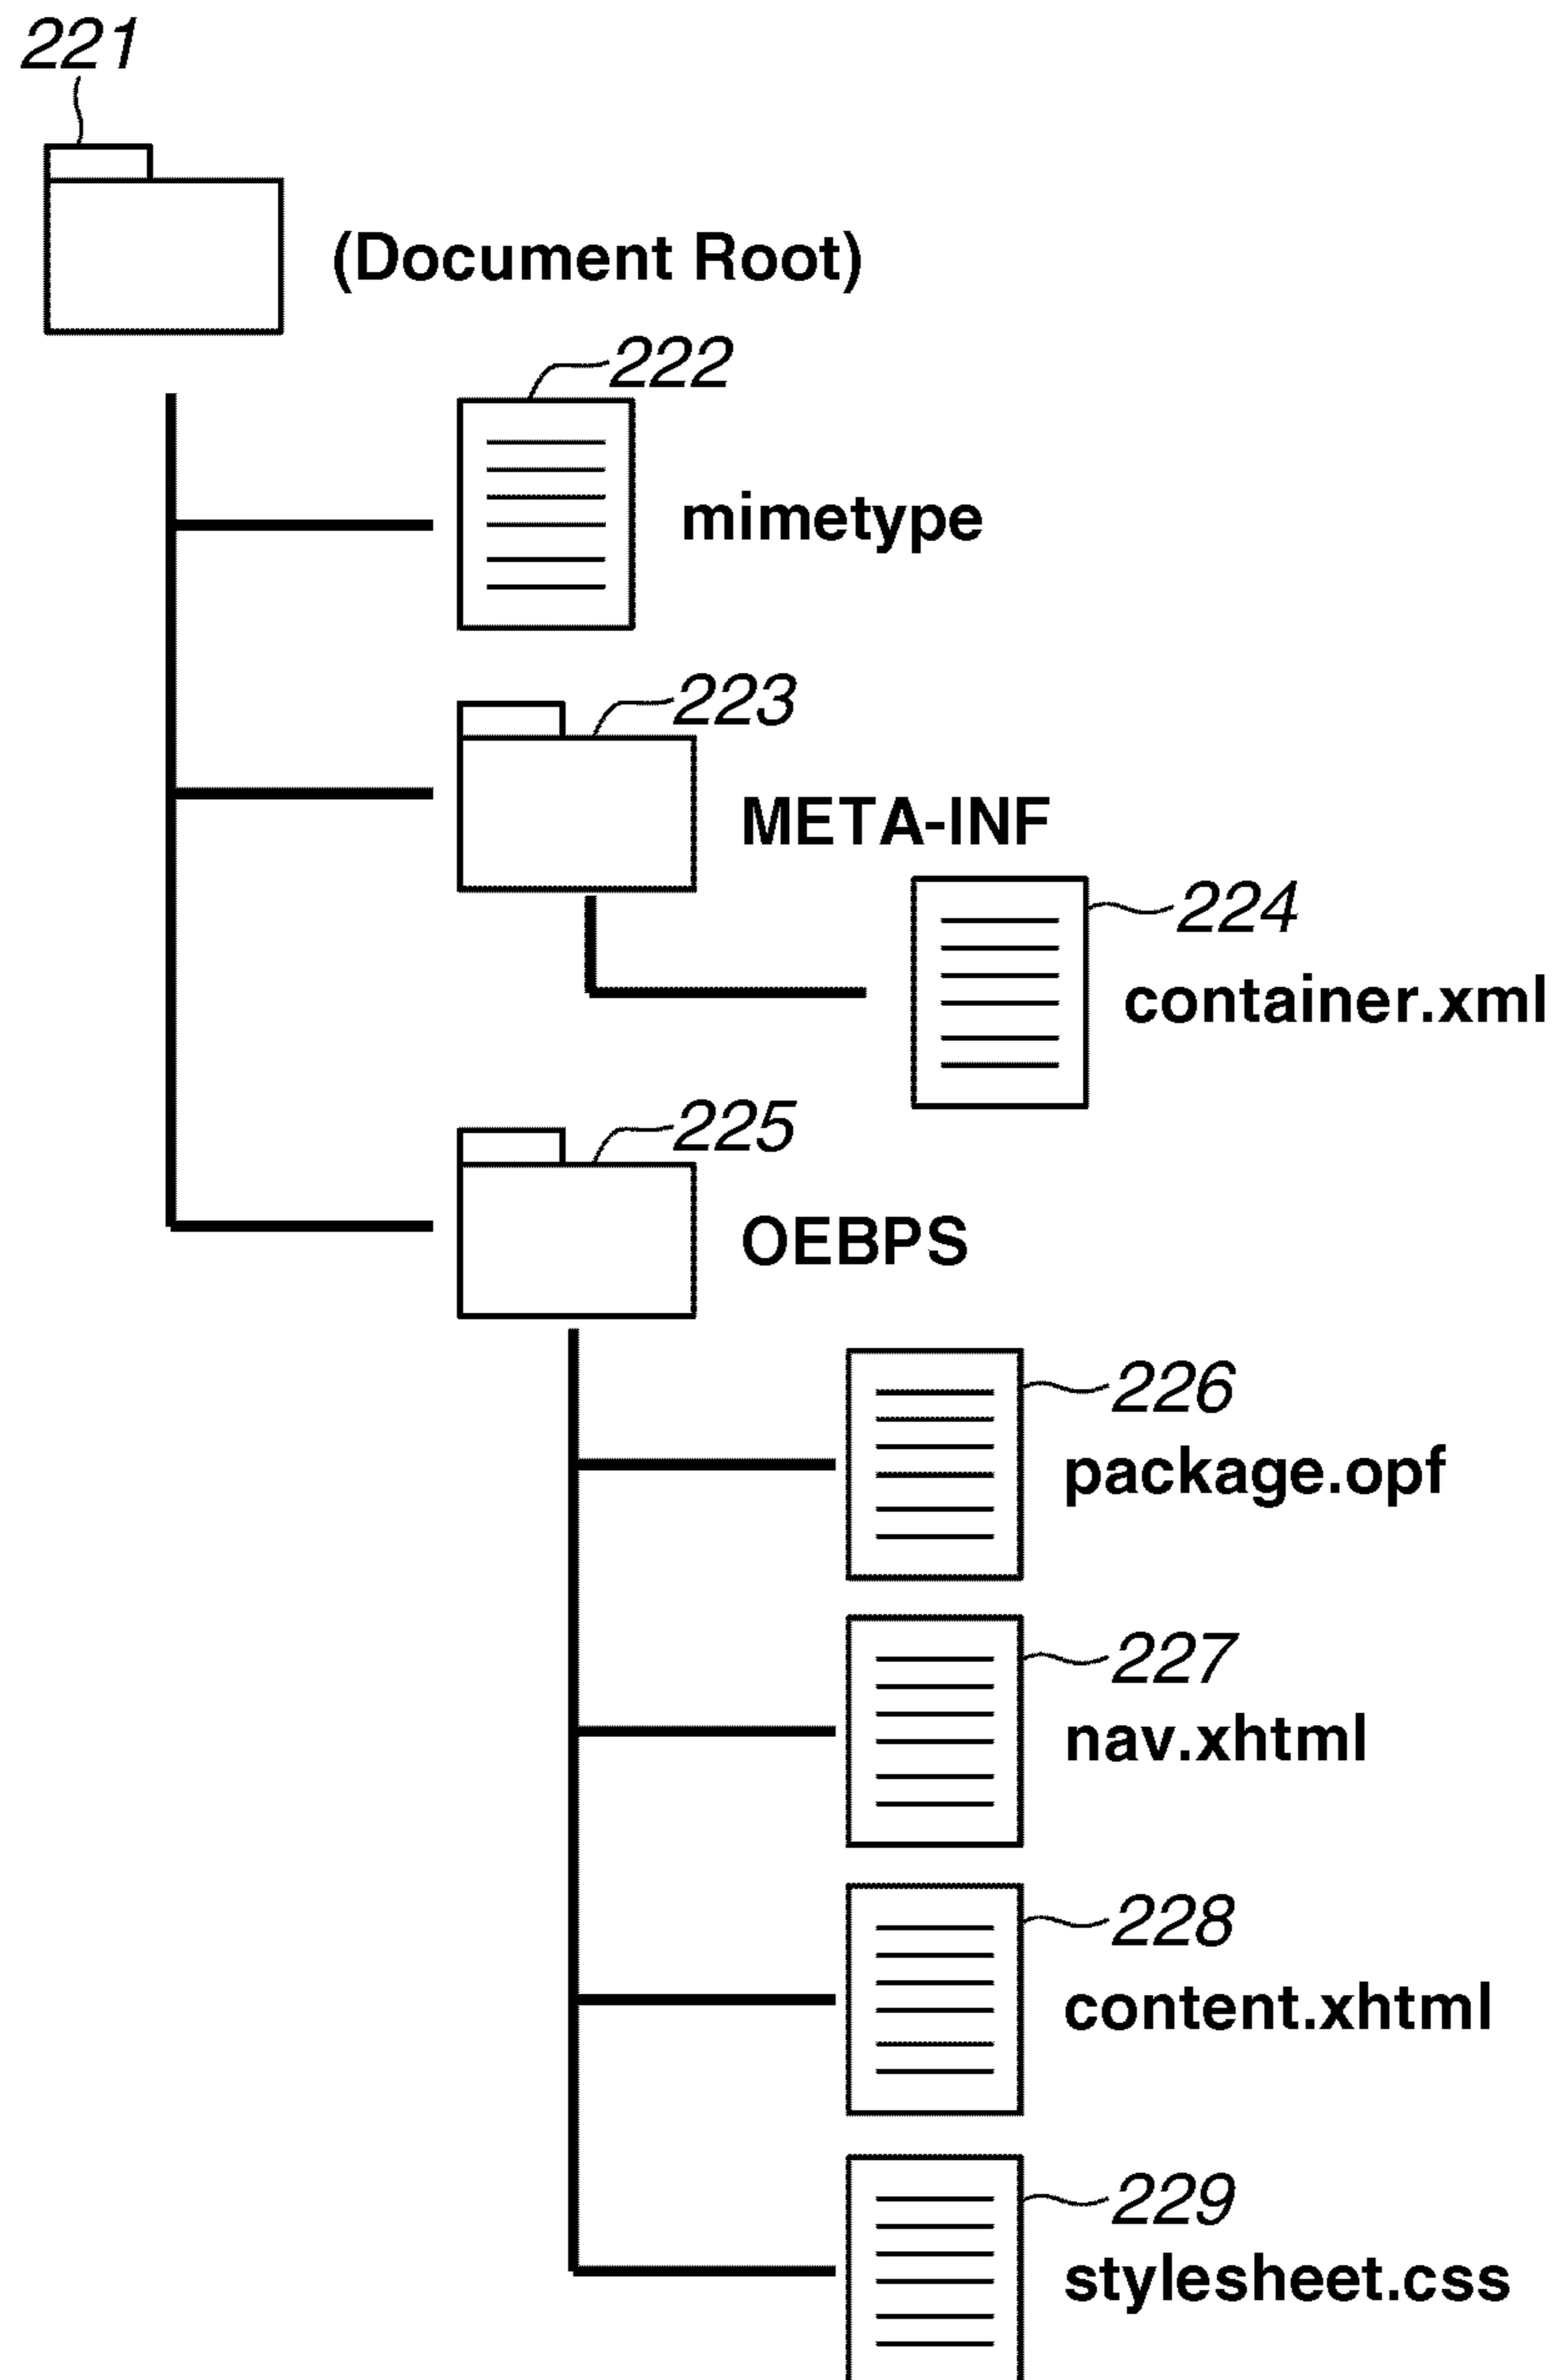 221
(Document Root)
222
mimetype
223
META-INF
224
container.xml
225
OEBPS
226
package.opf
227
nav.xhtml
228
content.xhtml
229
stylesheet.css